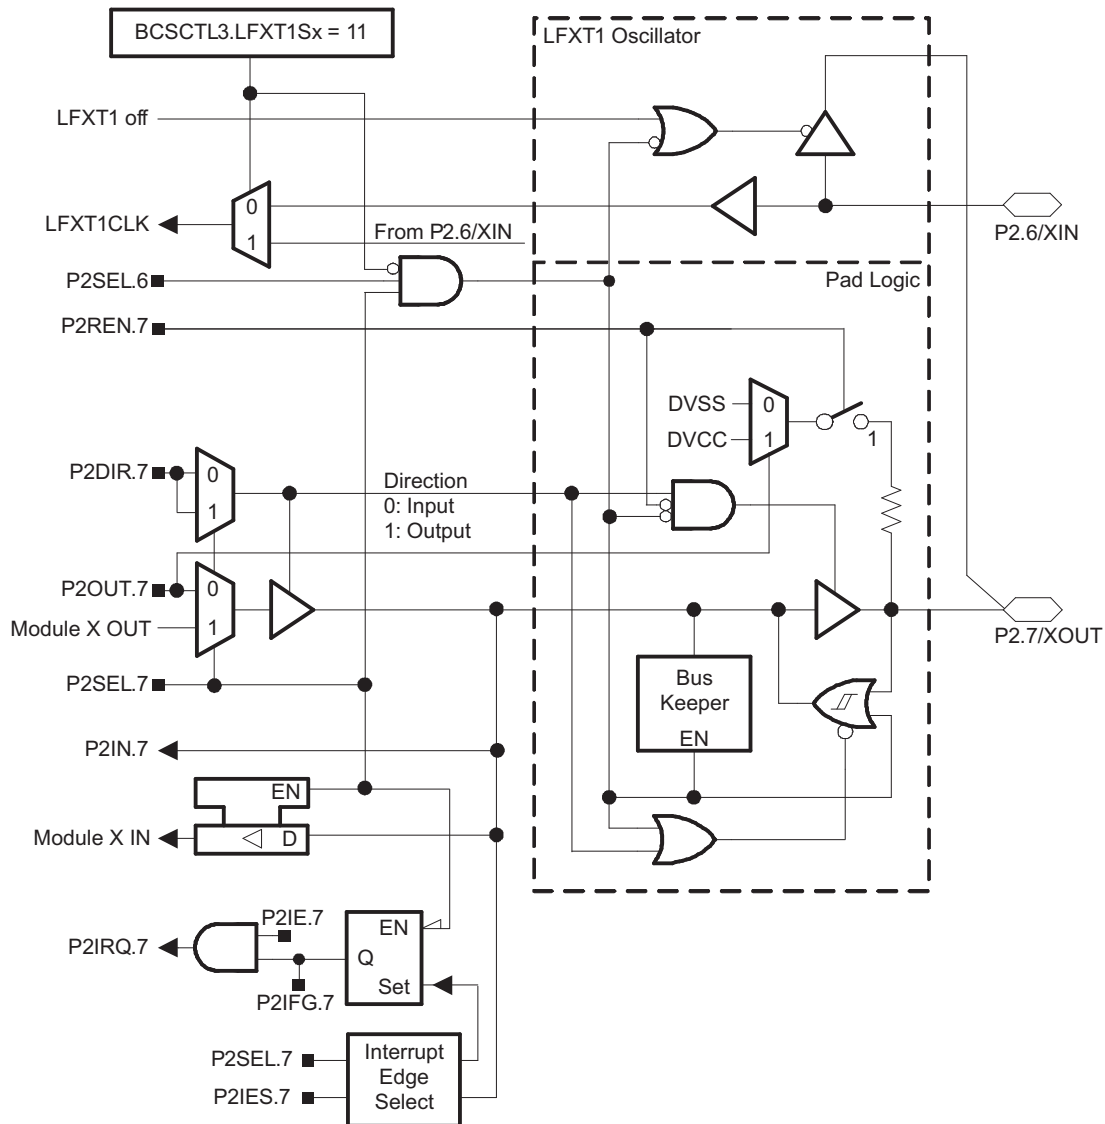 BCSCTL3.LFXT1Sx = 11
LFXT1 Oscillator
LFXT1 off
0
LFXT1CLK
1
From P2.6/XIN
P2.6/XIN
P2SEL.6
Pad Logic
P2REN.7
DVSS
0
DVCC
1
1
P2DIR.7
0
1
Direction
0: Input
1: Output
P2OUT.7
0
Module X OUT
1
P2.7/XOUT
P2SEL.7
Bus
Keeper
EN
P2IN.7
EN
Module X IN
D
P2IE.7
EN
P2IRQ.7
Q
Set
P2IFG.7
P2SEL.7
P2IES.7
Interrupt
Edge
Select